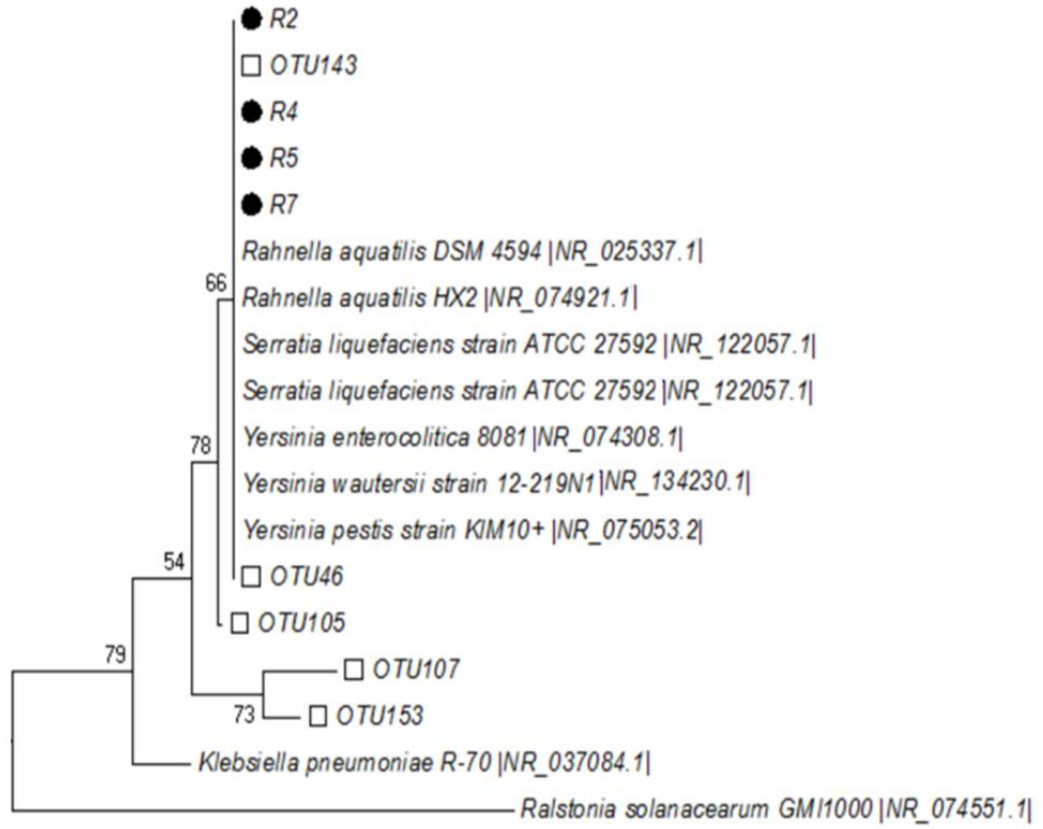 R2
OTU143
R4
R5
R7
Rahnella aquatilis DSM 4594 |NR_025337.1|
66
Rahnella aquatilis HX2 |NR_074921.1|
Serratia liquefaciens strain ATCC 27592 |NR_122057.1|
Serratia liquefaciens strain ATCC 27592 |NR_122057.1|
78
Yersinia enterocolitica 8081 |NR_074308.1|
Yersinia wautersii strain 12-219N1 |NR_134230.1|
Yersinia pestis strain KIM10+ |NR_075053.2|
54
OTU46
OTU105
79
OTU107
73
OTU153
Klebsiella pneumoniae R-70 |NR_037084.1|
Ralstonia solanacearum GMI1000 |NR_074551.1|